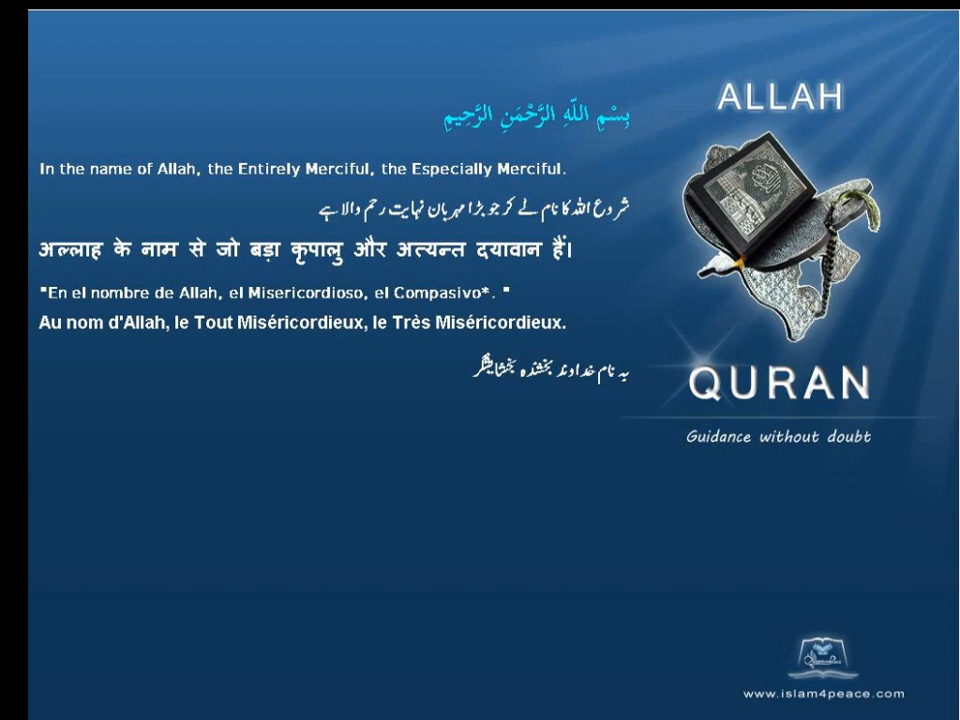 بِسْمِ اللّهِ الرَّحْمَنِ الرَّحِيمِ
In the name of Allah, the Entirely Merciful, the Especially Merciful.
شروع الله کا نام لے کر جو بڑا مہربان نہایت رحم والا ہے
अल्लाह के नाम से जो बड़ा कृपालु और अत्यन्त दयावान हैं।
"En el nombre de Allah, el Misericordioso, el Compasivo*. "
Au nom d'Allah, le Tout Miséricordieux, le Très Miséricordieux.
به نام خداوند بخشنده بخشایشگر
ALLAH
QURAN
Guidance without doubt
www.islam4peace.com